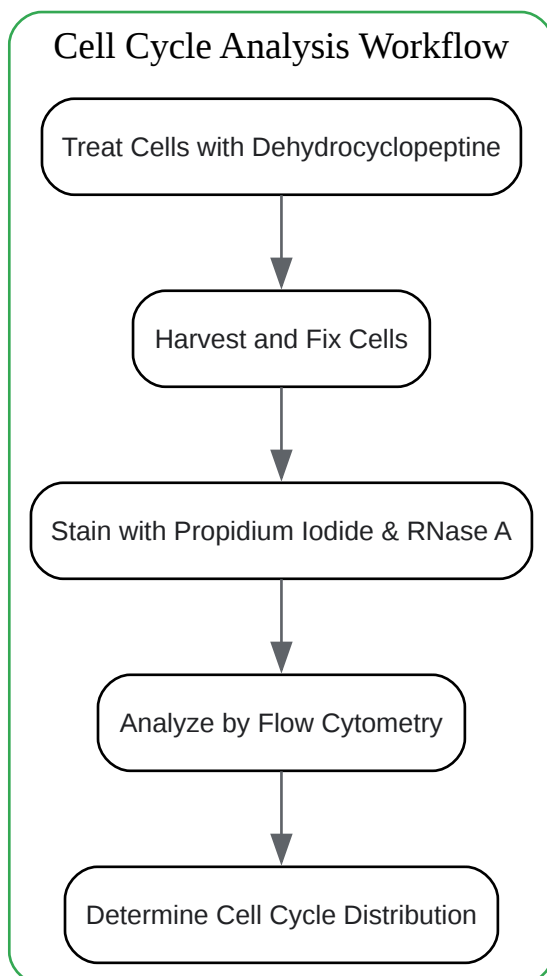 Cell Cycle Analysis Workflow
Treat Cells with Dehydrocyclopeptine
Harvest and Fix Cells
Stain with Propidium Iodide & RNase A
Analyze by Flow Cytometry
Determine Cell Cycle Distribution